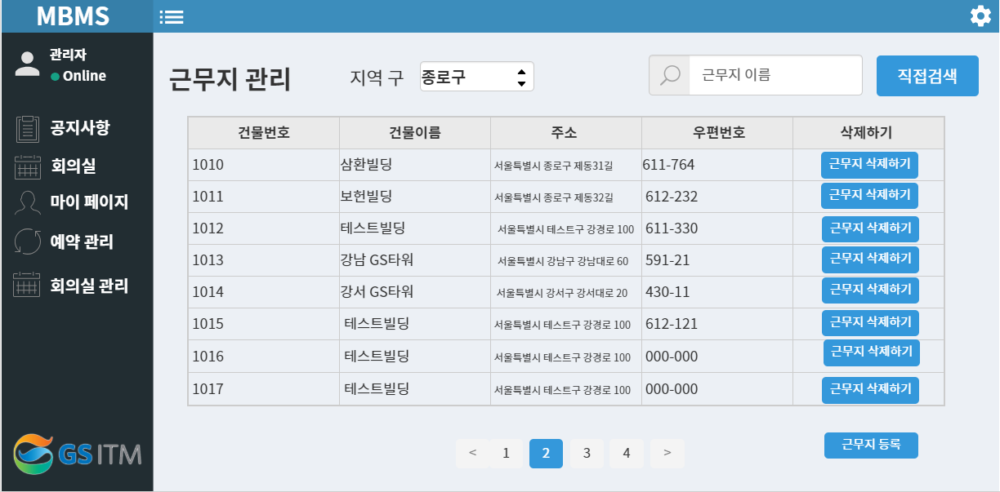 MBMS
관리자
Online
공지사항
회의실
마이 페이지
예약 관리
회의실 관리
GS ITM
근무지 관리 지역 구 종로구 근무지 이름 직접검색
건물번호 건물이름 주소 우편번호 삭제하기
1010 삼환빌딩 서울특별시 종로구 제동31길 611-764 근무지 삭제하기
1011 보헌빌딩 서울특별시 종로구 제동32길 612-232 근무지 삭제하기
1012 테스트빌딩 서울특별시 테스트구 강경로 100 611-330 근무지 삭제하기
1013 강남 GS타워 서울특별시 강남구 강남대로 60 591-21 근무지 삭제하기
1014 강서 GS타워 서울특별시 강서구 강서대로 20 430-11 근무지 삭제하기
1015 테스트빌딩 서울특별시 테스트구 강경로 100 612-121 근무지 삭제하기
1016 테스트빌딩 서울특별시 테스트구 강경로 100 000-000 근무지 삭제하기
1017 테스트빌딩 서울특별시 테스트구 강경로 100 000-000 근무지 삭제하기
< 1 2 3 4 > 근무지 등록